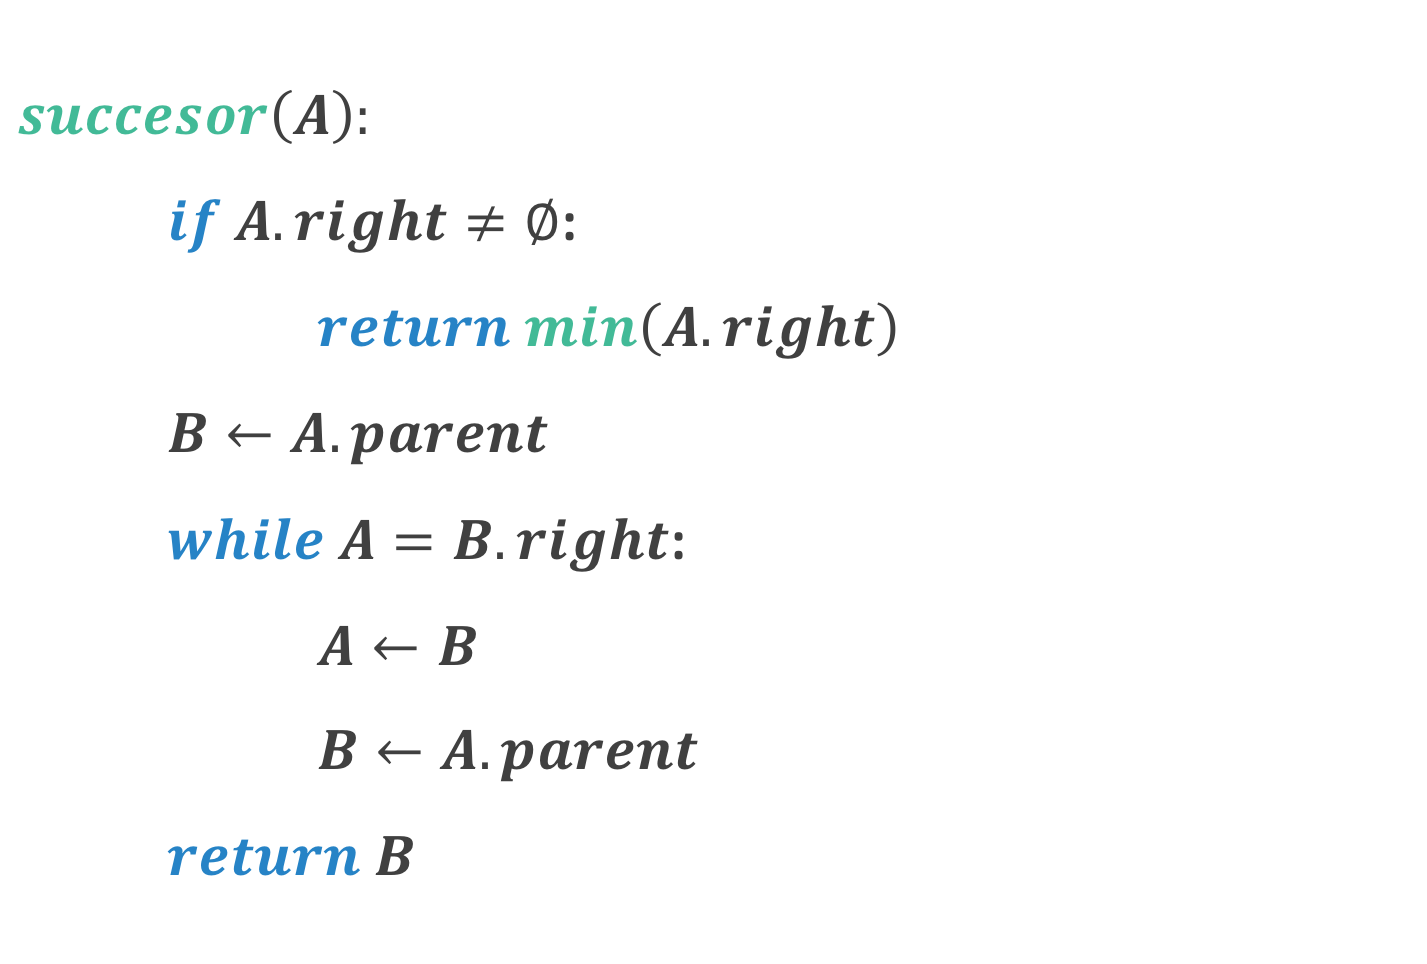 succesor(A):
if A.right ≠ ∅:
return min(A.right)
B ← A.parent
while A = B.right:
A ← B
B ← A.parent
return B